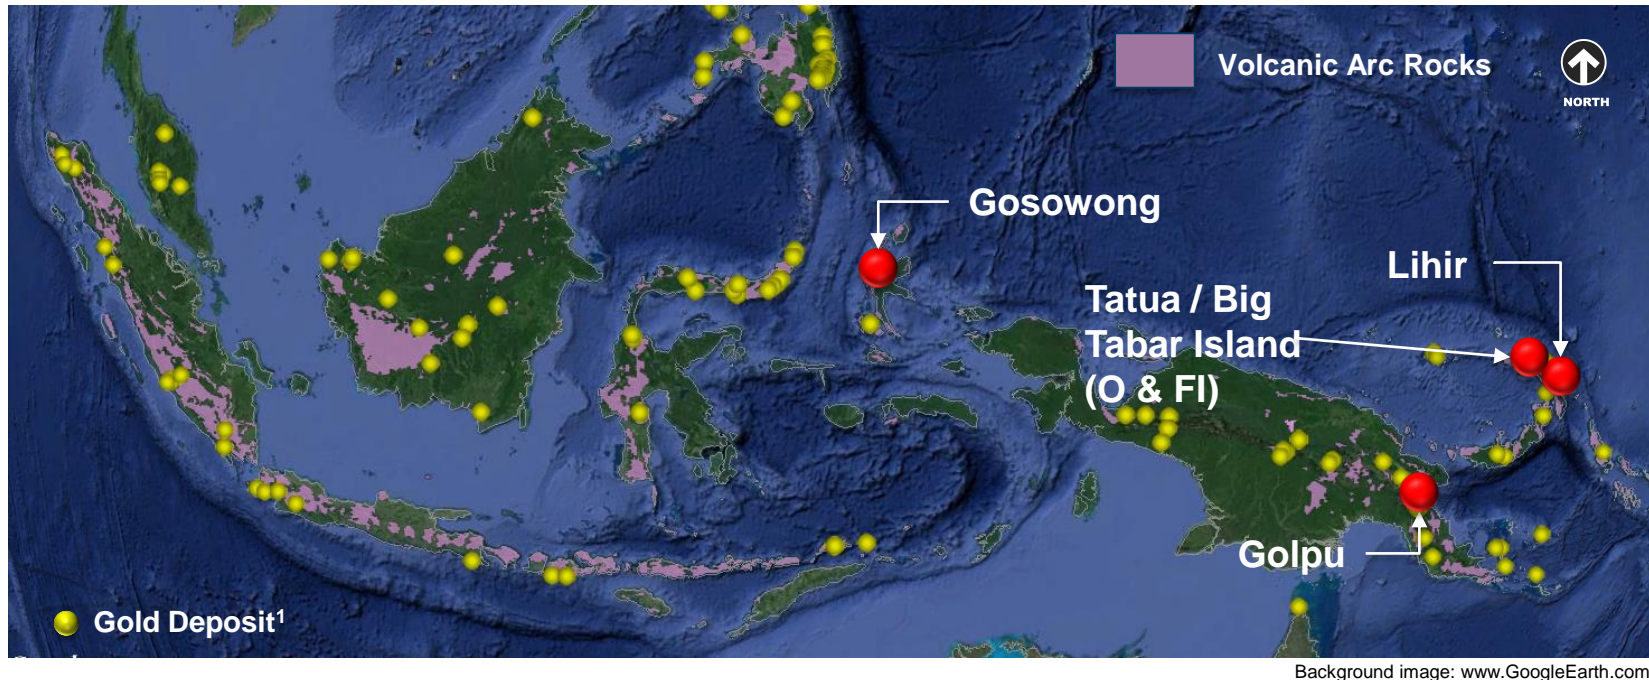 Volcanic Arc Rocks
NORTH
Gosowong
Lihir
Tatua / Big
Tabar Island
(O & FI)
Golpu
Gold Deposit¹
Background image: www.GoogleEarth.com